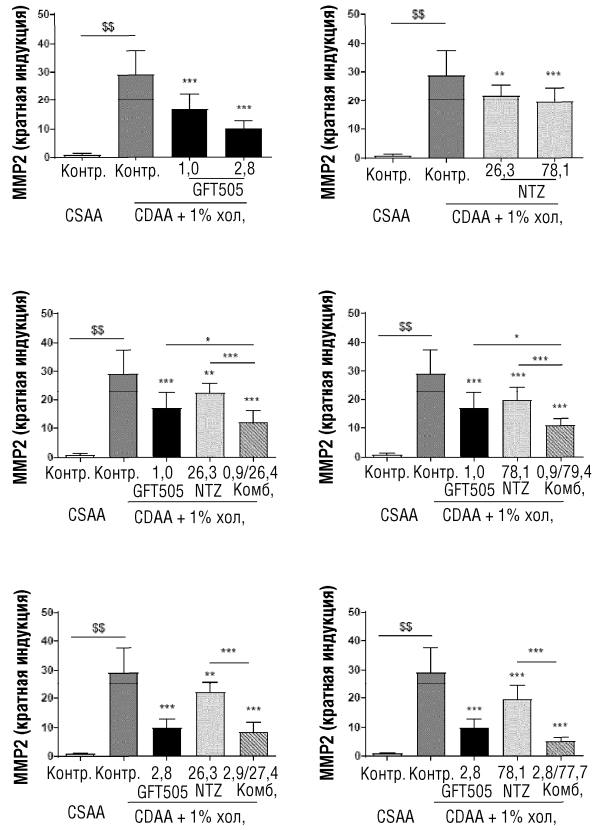 MMP2 (кратная индукция)
50
40
30
20
10
0
$$
***
***
Контр. Контр. 1,0 2,8
GFT505
CSAA CDAA + 1% хол,
MMP2 (кратная индукция)
50
40
30
20
10
0
$$
**
***
Контр. Контр. 26,3 78,1
NTZ
CSAA CDAA + 1% хол,
MMP2 (кратная индукция)
50
40
30
20
10
0
$$
*
***
***
**
***
Контр. Контр. 1,0 26,3 0,9/26,4
GFT505 NTZ Комб,
CSAA CDAA + 1% хол,
MMP2 (кратная индукция)
50
40
30
20
10
0
$$
*
***
***
***
***
Контр. Контр. 1,0 78,1 0,9/79,4
GFT505 NTZ Комб,
CSAA CDAA + 1% хол,
MMP2 (кратная индукция)
50
40
30
20
10
0
$$
***
***
**
***
Контр. Контр. 2,8 26,3 2,9/27,4
GFT505 NTZ Комб,
CSAA CDAA + 1% хол,
MMP2 (кратная индукция)
50
40
30
20
10
0
$$
***
***
***
***
Контр. Контр. 2,8 78,1 2,8/77,7
GFT505 NTZ Комб,
CSAA CDAA + 1% хол,